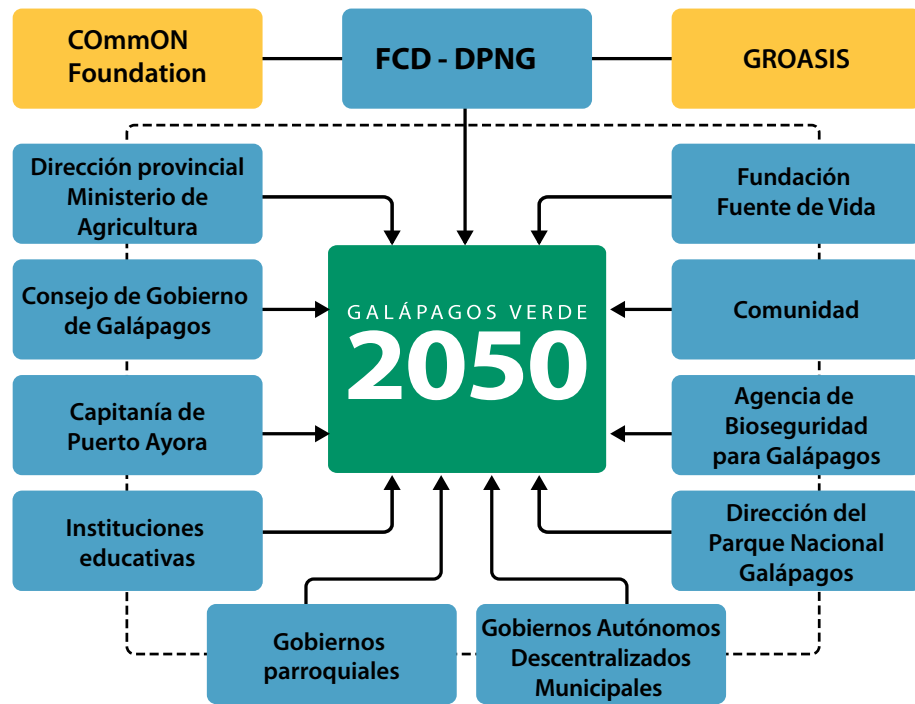 COmmON
Foundation
FCD - DPNG
GROASIS
Dirección provincial
Ministerio de
Agricultura
Fundación
Fuente de Vida
Consejo de Gobierno
de Galápagos
GALÁPAGOS VERDE
2050
Comunidad
Capitanía de
Puerto Ayora
Agencia de
Bioseguridad
para Galápagos
Instituciones
educativas
Dirección del
Parque Nacional
Galápagos
Gobiernos
parroquiales
Gobiernos Autónomos
Descentralizados
Municipales